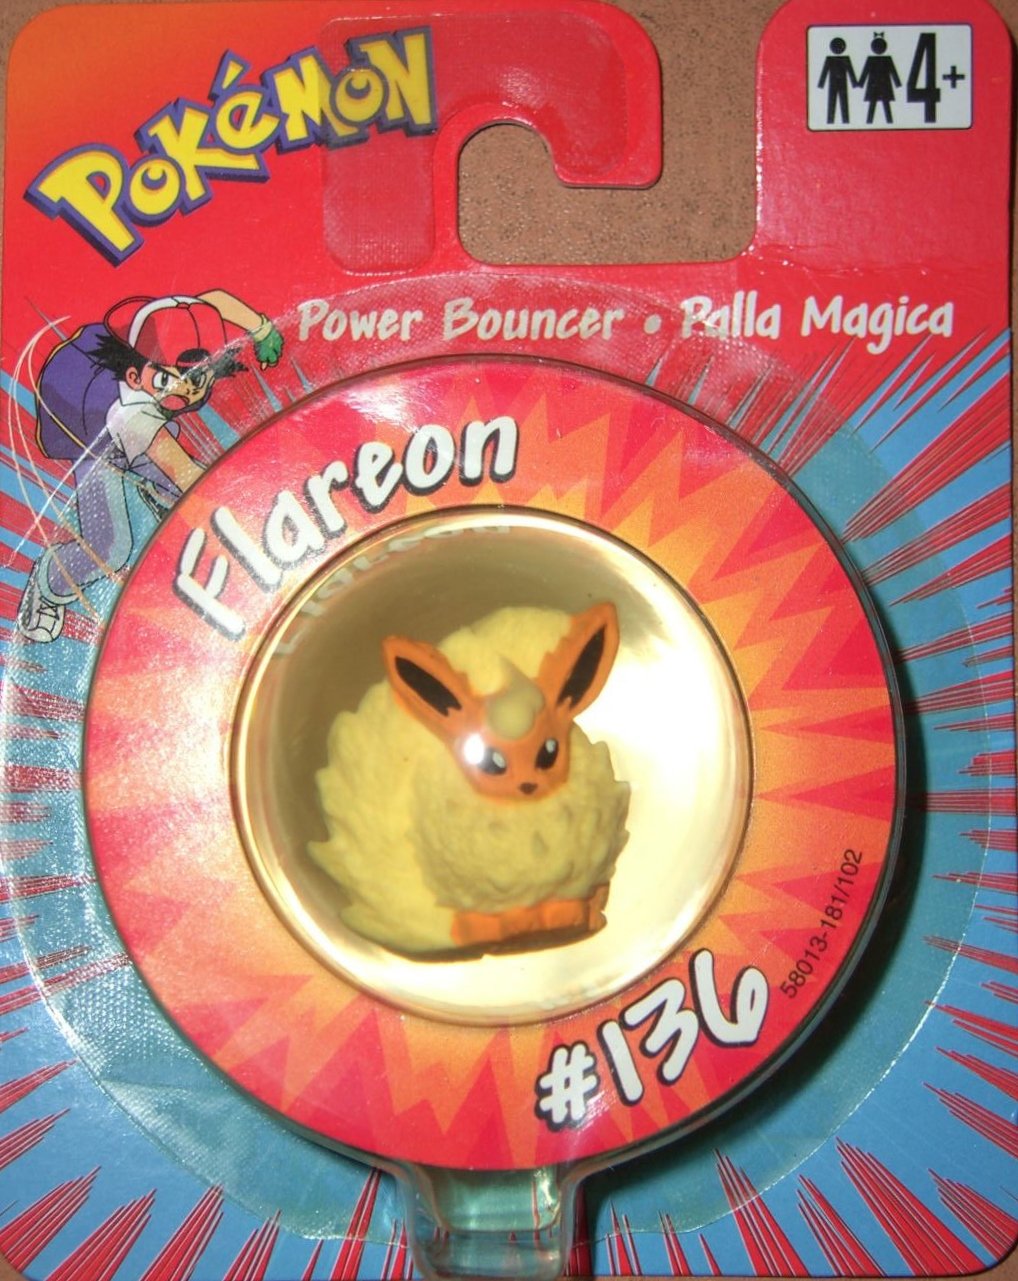 Pokémon
4+
Power Bouncer • Palla Magica
Flareon
58013-181/102
#136